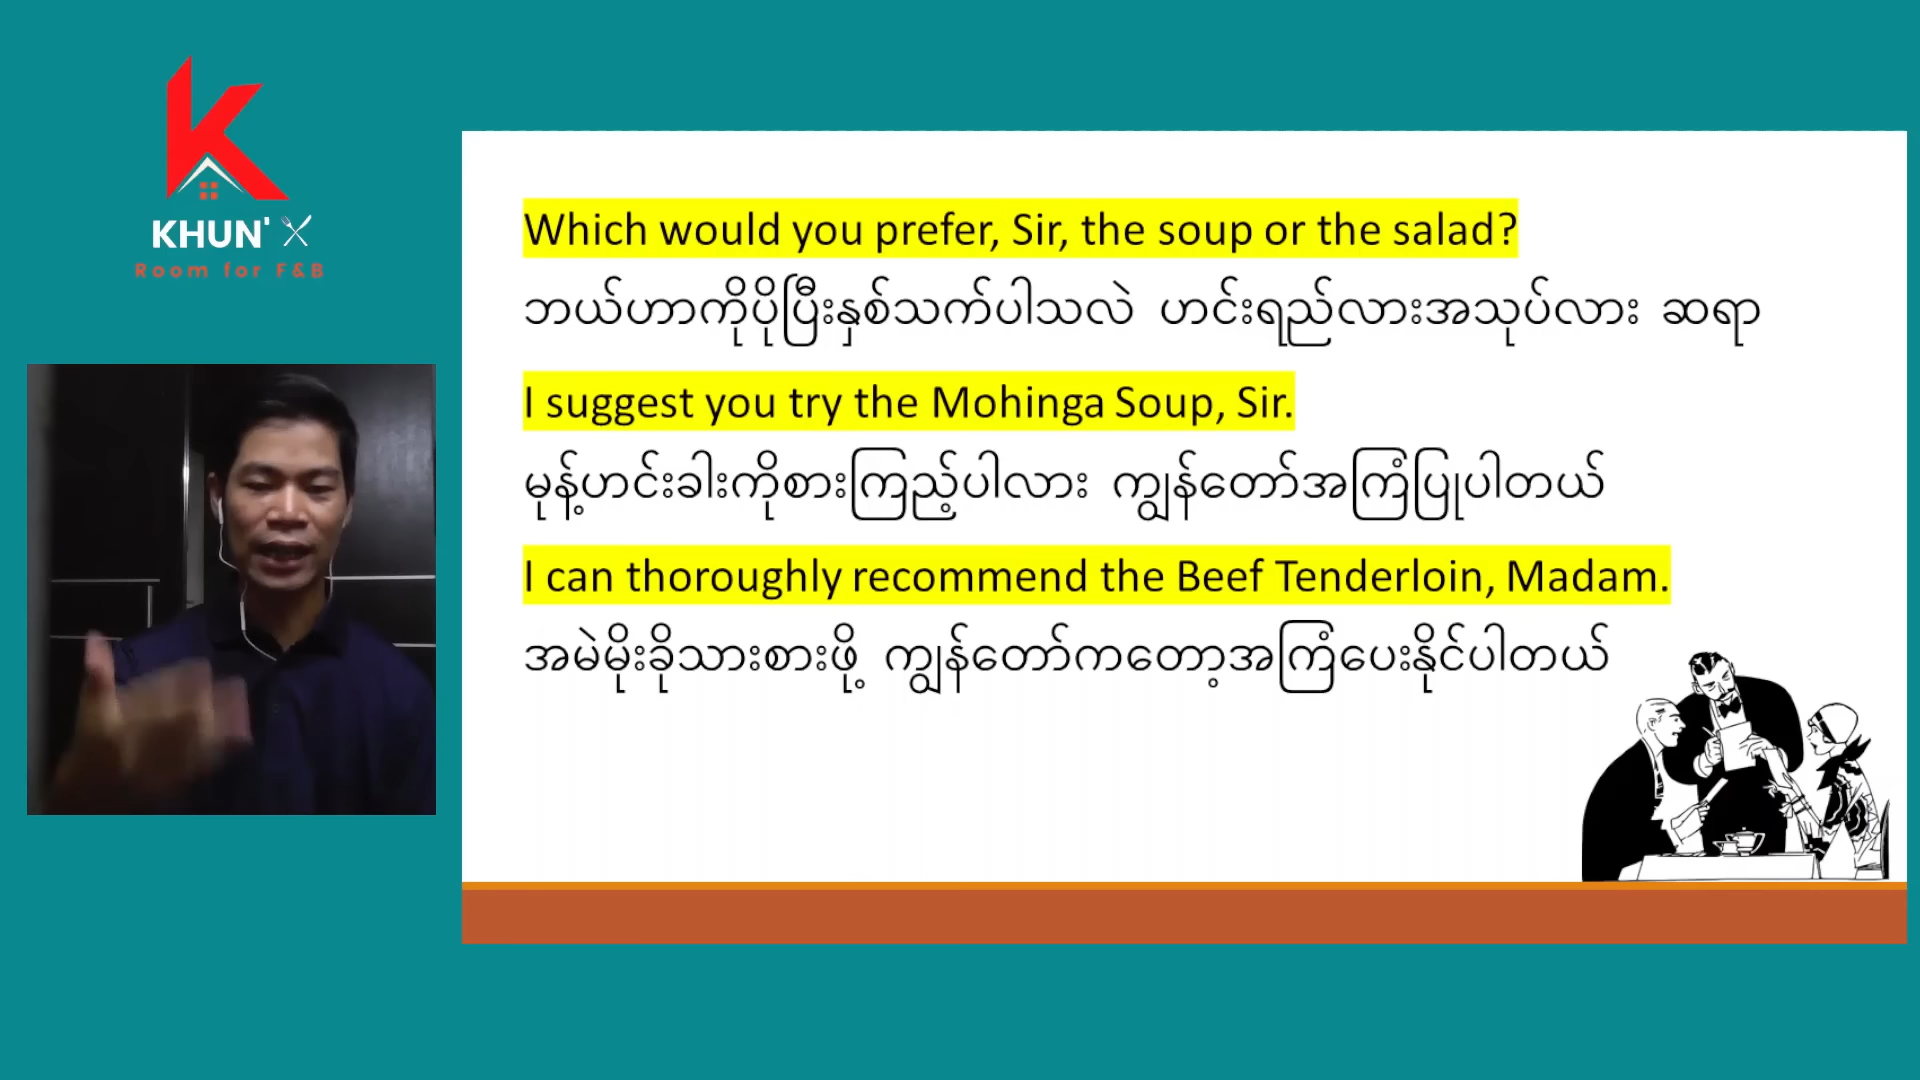 KHUN'
Room for F&B
Which would you prefer, Sir, the soup or the salad?
ဘယ်ဟာကိုပိုပြီးနှစ်သက်ပါသလဲ ဟင်းရည်လားအသုပ်လား ဆရာ
I suggest you try the Mohinga Soup, Sir.
မုန့်ဟင်းခါးကိုစားကြည့်ပါလား ကျွန်တော်အကြံပြုပါတယ်
I can thoroughly recommend the Beef Tenderloin, Madam.
အမဲမိုးခိုသားစားဖို့ ကျွန်တော်ကတော့အကြံပေးနိုင်ပါတယ်